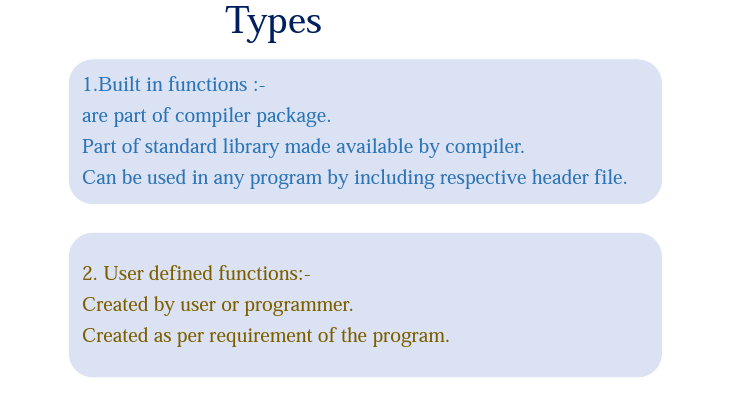 Types
1.Built in functions :-
are part of compiler package.
Part of standard library made available by compiler.
Can be used in any program by including respective header file.
2. User defined functions:-
Created by user or programmer.
Created as per requirement of the program.